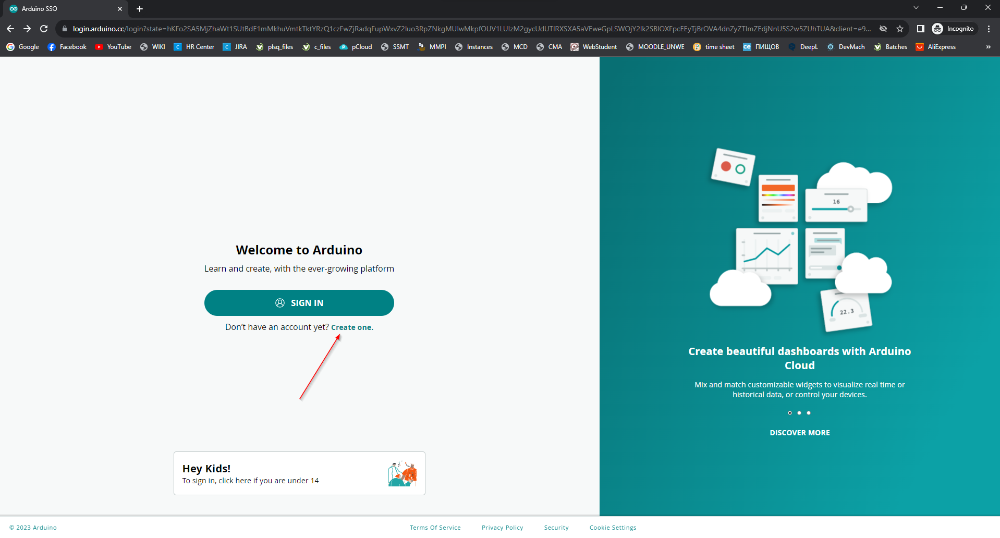 Arduino SSO
login.arduino.cc/login?state=
Incognito
Google
Facebook
YouTube
WIKI
HR Center
JIRA
plsq_files
c_files
pCloud
SSMT
MMPI
Instances
MCD
CMA
WebStudent
MOODLE_UNWE
time sheet
ПИЩОВ
DeepL
DevMach
Batches
AliExpress
Welcome to Arduino
Learn and create, with the ever-growing platform
SIGN IN
Don’t have an account yet? Create one.
Hey Kids!
To sign in, click here if you are under 14
16
22.3
Create beautiful dashboards with Arduino
Cloud
Mix and match customizable widgets to visualize real time or
historical data, or control your devices.
DISCOVER MORE
© 2023 Arduino
Terms Of Service
Privacy Policy
Security
Cookie Settings